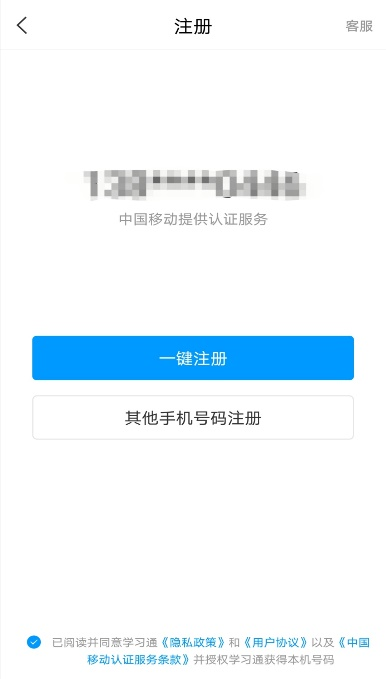 注册
客服
中国移动提供认证服务
一键注册
其他手机号码注册
已阅读并同意学习通《隐私政策》和《用户协议》以及《中国
移动认证服务条款》并授权学习通获得本机号码